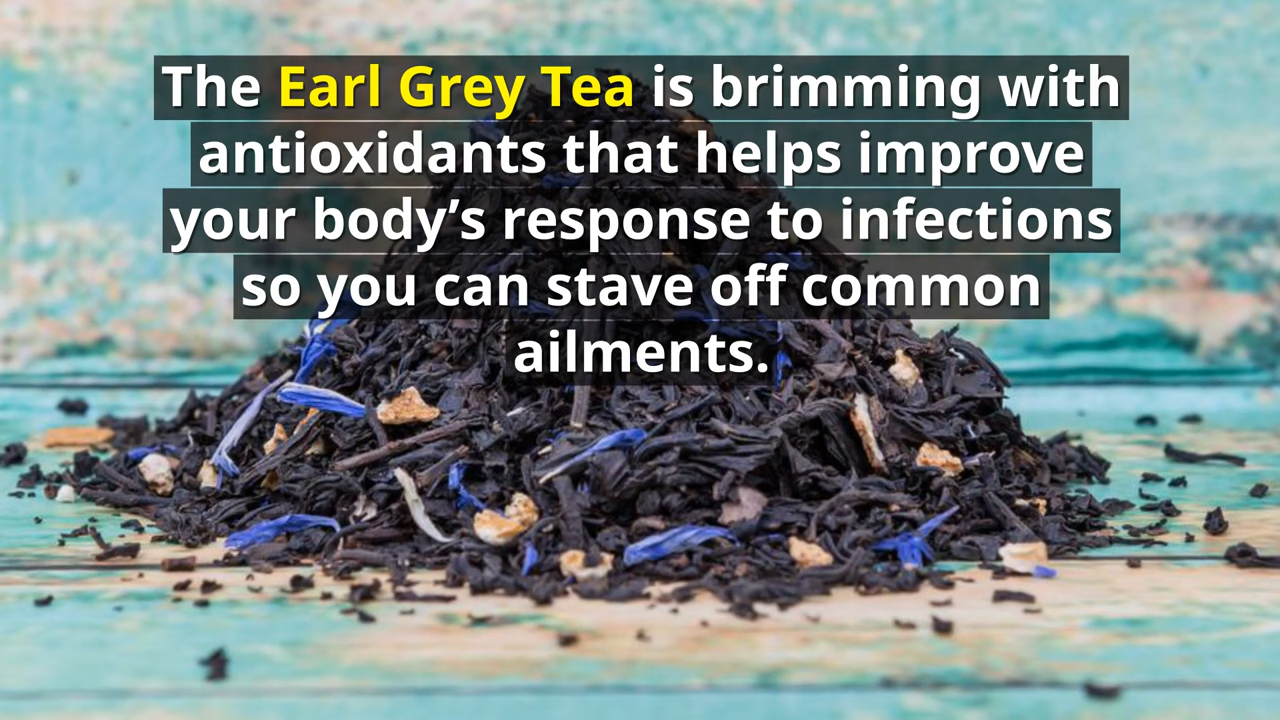 The Earl Grey Tea is brimming with
antioxidants that helps improve
your body’s response to infections
so you can stave off common
ailments.